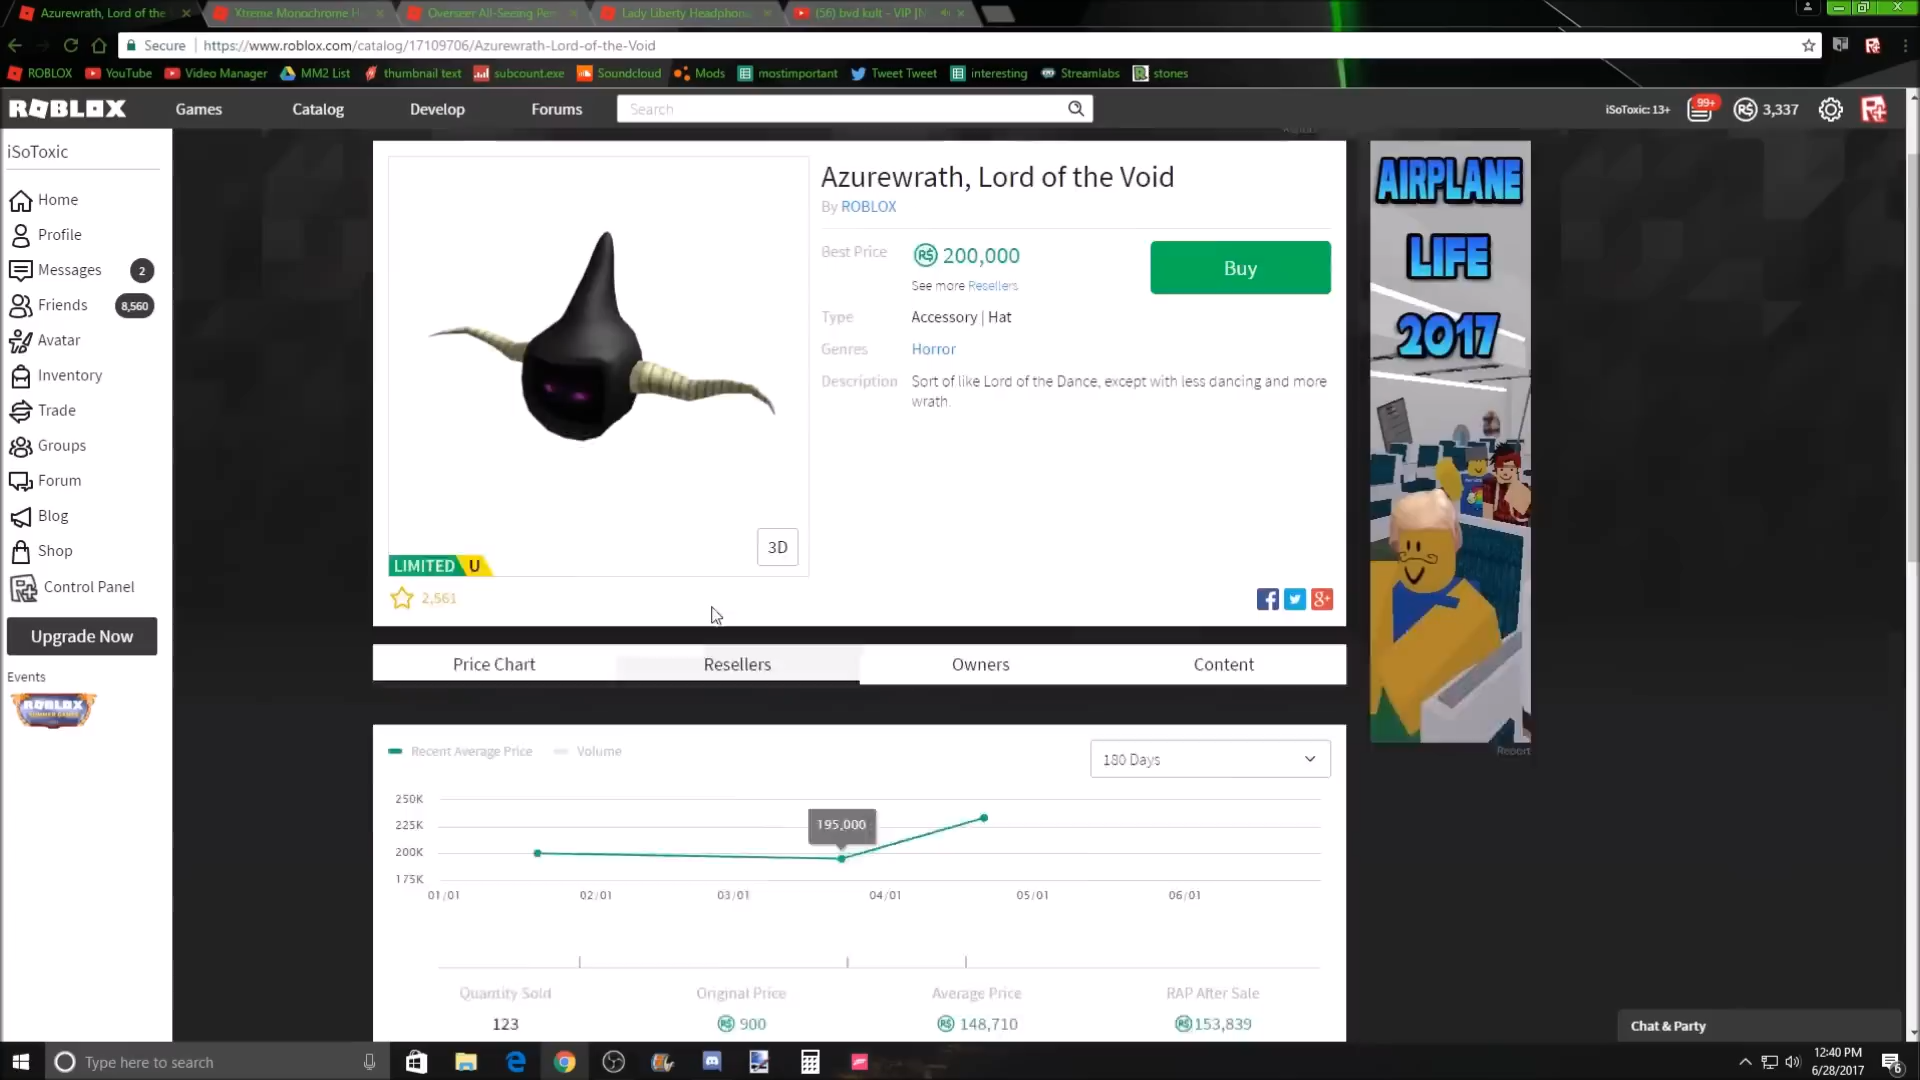 Azurewrath, Lord of the
Xtreme Monochrome H
Overseer All-Seeing Pen
Lady Liberty Headphon
(56) bvd kult - VIP [N
Secure
https://www.roblox.com/catalog/17109706/Azurewrath-Lord-of-the-Void
ROBLOX
YouTube
Video Manager
MM2 List
thumbnail text
subcount.exe
Soundcloud
Mods
mostimportant
Tweet Tweet
interesting
Streamlabs
stones
ROBLOX
Games
Catalog
Develop
Forums
Search
iSoToxic: 13+
99+
R$ 3,337
iSoToxic
Home
Profile
Messages 2
Friends 8,560
Avatar
Inventory
Trade
Groups
Forum
Blog
Shop
Control Panel
Upgrade Now
Events
ROBLOX
SUMMER GAMES
3D
LIMITED U
2,561
Azurewrath, Lord of the Void
By ROBLOX
Best Price
R$ 200,000
See more Resellers
Buy
Type
Accessory | Hat
Genres
Horror
Description
Sort of like Lord of the Dance, except with less dancing and more
wrath.
AIRPLANE
LIFE
2017
Report
Price Chart
Resellers
Owners
Content
Recent Average Price
Volume
180 Days
250K
225K
200K
175K
195,000
01/01
02/01
03/01
04/01
05/01
06/01
Quantity Sold
Original Price
Average Price
RAP After Sale
123
R$ 900
R$ 148,710
R$ 153,839
Chat & Party
Type here to search
12:40 PM
6/28/2017
6